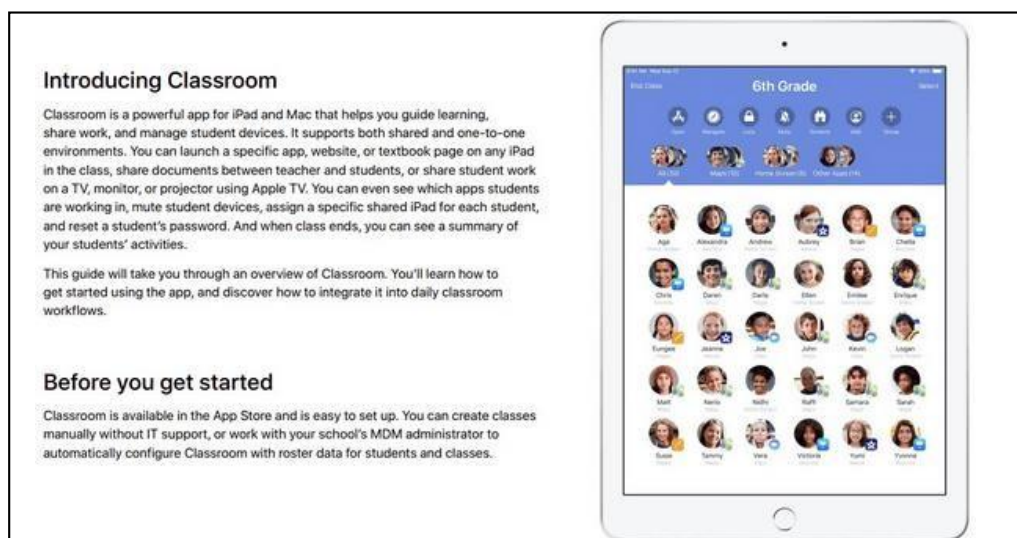 Introducing Classroom
Classroom is a powerful app for iPad and Mac that helps you guide learning,
share work, and manage student devices. It supports both shared and one-to-one
environments. You can launch a specific app, website, or textbook page on any iPad
in the class, share documents between teacher and students, or share student work
on a TV, monitor, or projector using Apple TV. You can even see which apps students
are working in, mute student devices, assign a specific shared iPad for each student,
and reset a student's password. And when class ends, you can see a summary of
your students' activities.
This guide will take you through an overview of Classroom. You'll learn how to
get started using the app, and discover how to integrate it into daily classroom
workflows.
Before you get started
Classroom is available in the App Store and is easy to set up. You can create classes
manually without IT support, or work with your school's MDM administrator to
automatically configure Classroom with roster data for students and classes.
End Class 6th Grade Select
Open Navigate Lock Mute
Aga Alexandra Andrew Aubrey Brian Chella
Chris Daren Darla Ellen Emilee Enrique
Eungee Jeanne Joe John Kevin Logan
Matt Nerio Nidhi Raffi Samara Sarah
Susie Tammy Vera Victoria Yumi Yvonne